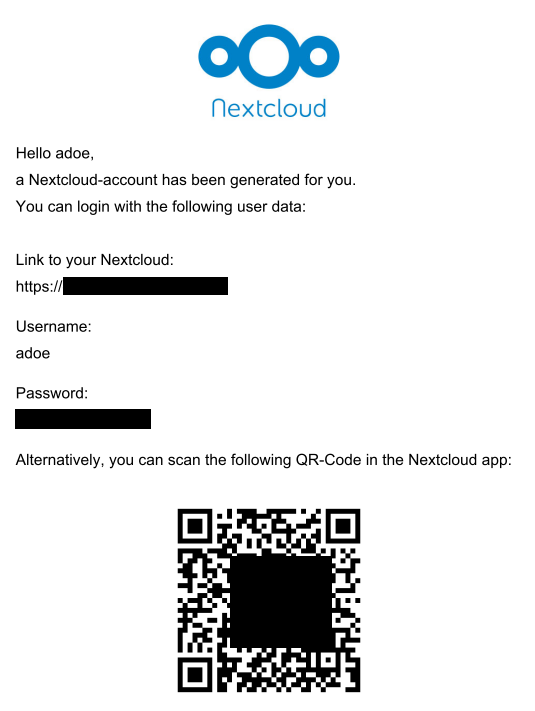 Nextcloud
Hello adoe,
a Nextcloud-account has been generated for you.
You can login with the following user data:
Link to your Nextcloud:
https://
Username:
adoe
Password:
Alternatively, you can scan the following QR-Code in the Nextcloud app: